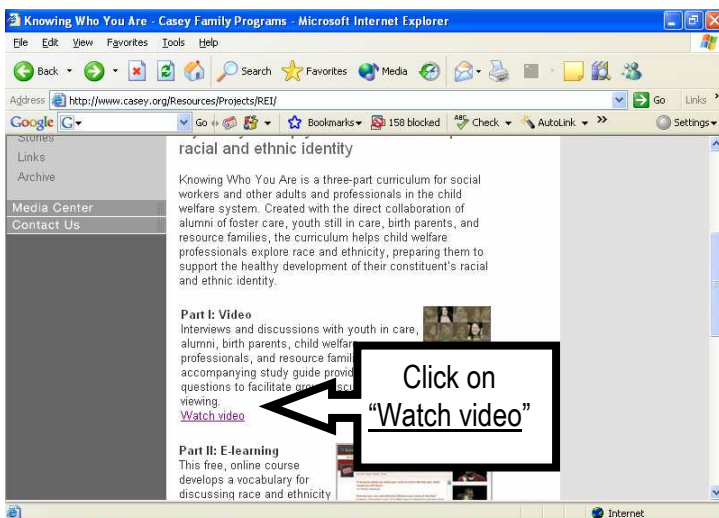 Knowing Who You Are - Casey Family Programs - Microsoft Internet Explorer
File Edit View Favorites Tools Help
Back Search Favorites Media
Address http://www.casey.org/Resources/Projects/REI/ Go Links »
Google G Go Bookmarks 158 blocked ABC Check AutoLink » Settings
Stories
Links
Archive
Media Center
Contact Us
racial and ethnic identity
Knowing Who You Are is a three-part curriculum for social
workers and other adults and professionals in the child
welfare system. Created with the direct collaboration of
alumni of foster care, youth still in care, birth parents, and
resource families, the curriculum helps child welfare
professionals explore race and ethnicity, preparing them to
support the healthy development of their constituent's racial
and ethnic identity.
Part I: Video
Interviews and discussions with youth in care,
alumni, birth parents, child welfare
professionals, and resource famili
accompanying study guide provid
questions to facilitate
viewing.
Watch video
Click on
“Watch video”
Part II: E-learning
This free, online course
develops a vocabulary for
discussing race and ethnicity
Internet